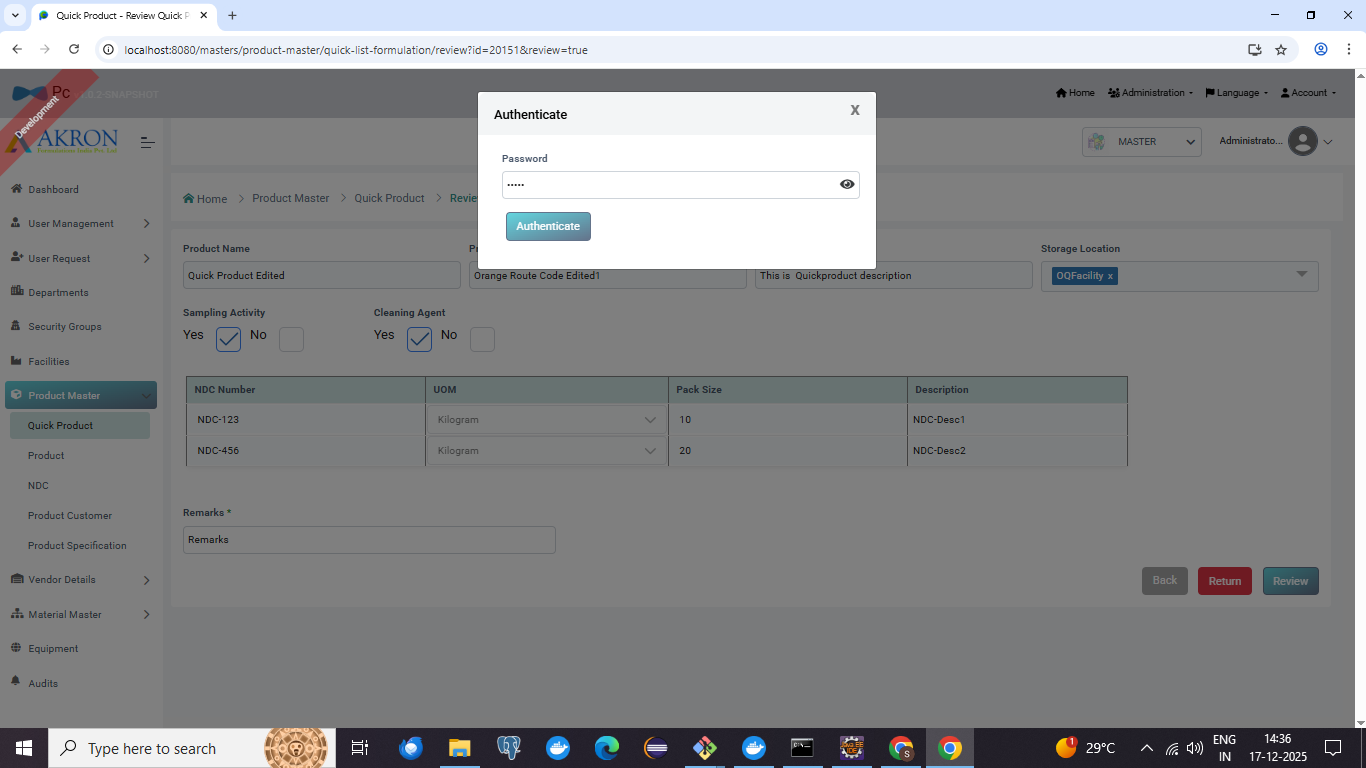 Quick Product - Review Quick P
localhost:8080/masters/product-master/quick-list-formulation/review?id=20151&review=true
Development
Pc - 1.0.2-SNAPSHOT
Home
Administration
Language
Account
AKRON
MASTER
Administrato...
Dashboard
User Management
User Request
Departments
Security Groups
Facilities
Product Master
Quick Product
Product
NDC
Product Customer
Product Specification
Vendor Details
Material Master
Equipment
Audits
Home > Product Master > Quick Product > Revie
Authenticate
X
Password
•••••
Authenticate
Product Name
Quick Product Edited
Orange Route Code Edited1
This is  Quickproduct description
Storage Location
OQFacility x
Sampling Activity
Yes
No
Cleaning Agent
Yes
No
NDC Number UOM Pack Size Description
NDC-123 Kilogram 10 NDC-Desc1
NDC-456 Kilogram 20 NDC-Desc2
Remarks *
Remarks
Back
Return
Review
Type here to search
1
29°C
ENG
IN
14:36
17-12-2025